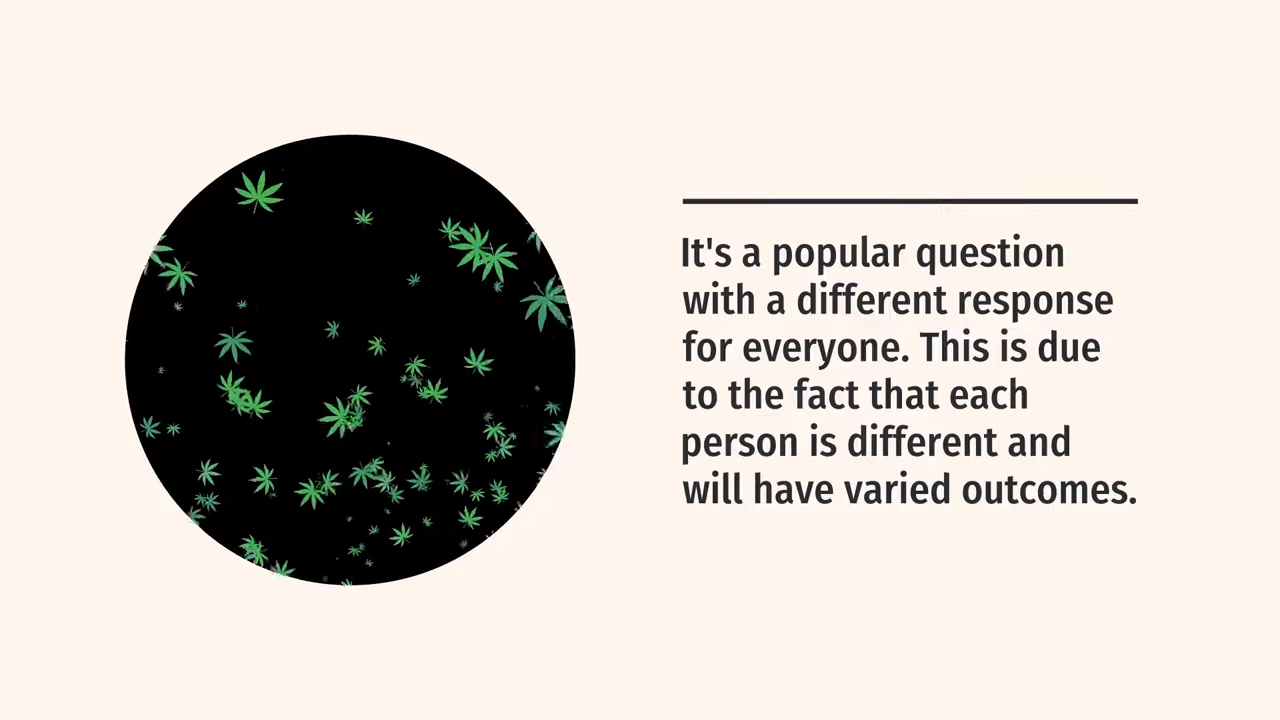 It's a popular question
with a different response
for everyone. This is due
to the fact that each
person is different and
will have varied outcomes.